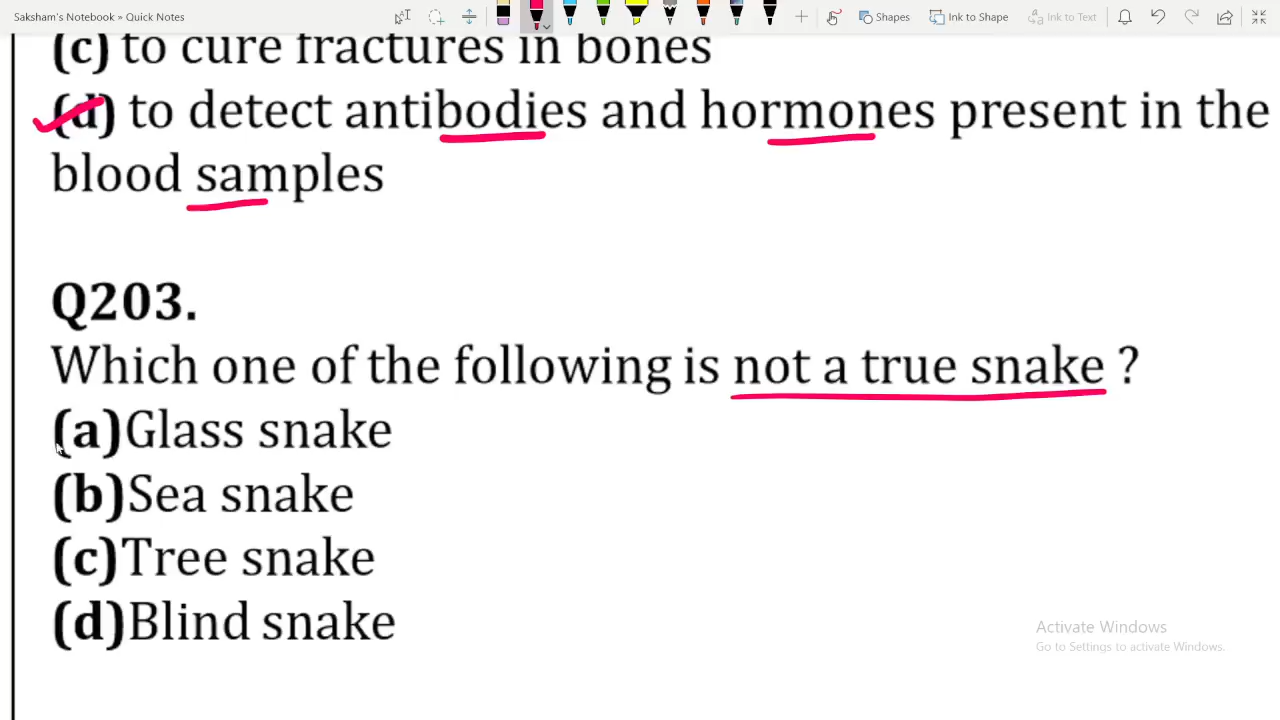 Saksham's Notebook » Quick Notes
Shapes Ink to Shape Ink to Text
(c) to cure fractures in bones
(d) to detect antibodies and hormones present in the
blood samples
Q203.
Which one of the following is not a true snake ?
(a)Glass snake
(b)Sea snake
(c)Tree snake
(d)Blind snake
Activate Windows
Go to Settings to activate Windows.